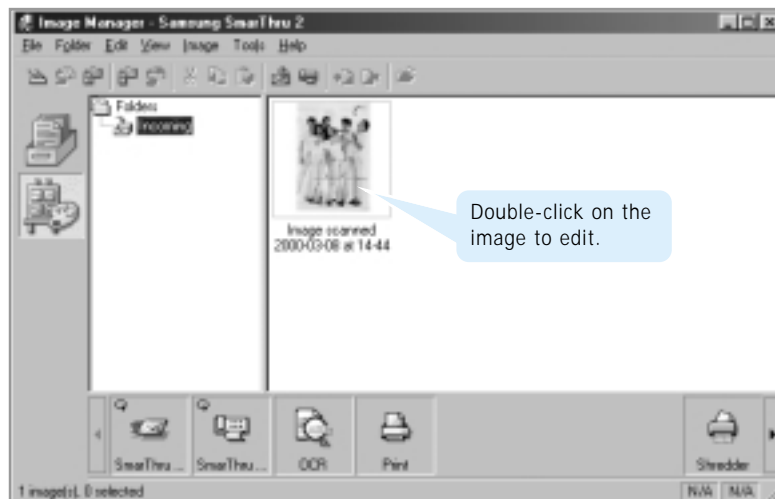 Image Manager - Samsung SmarThru 2
File Folder Edit View Image Tools Help
Folders
Incoming
Image scanned
2000-03-08 at 14-44
Double-click on the
image to edit.
SmarThru ... SmarThru ... OCR Print Shredder
1 image(s), 0 selected N/A N/A